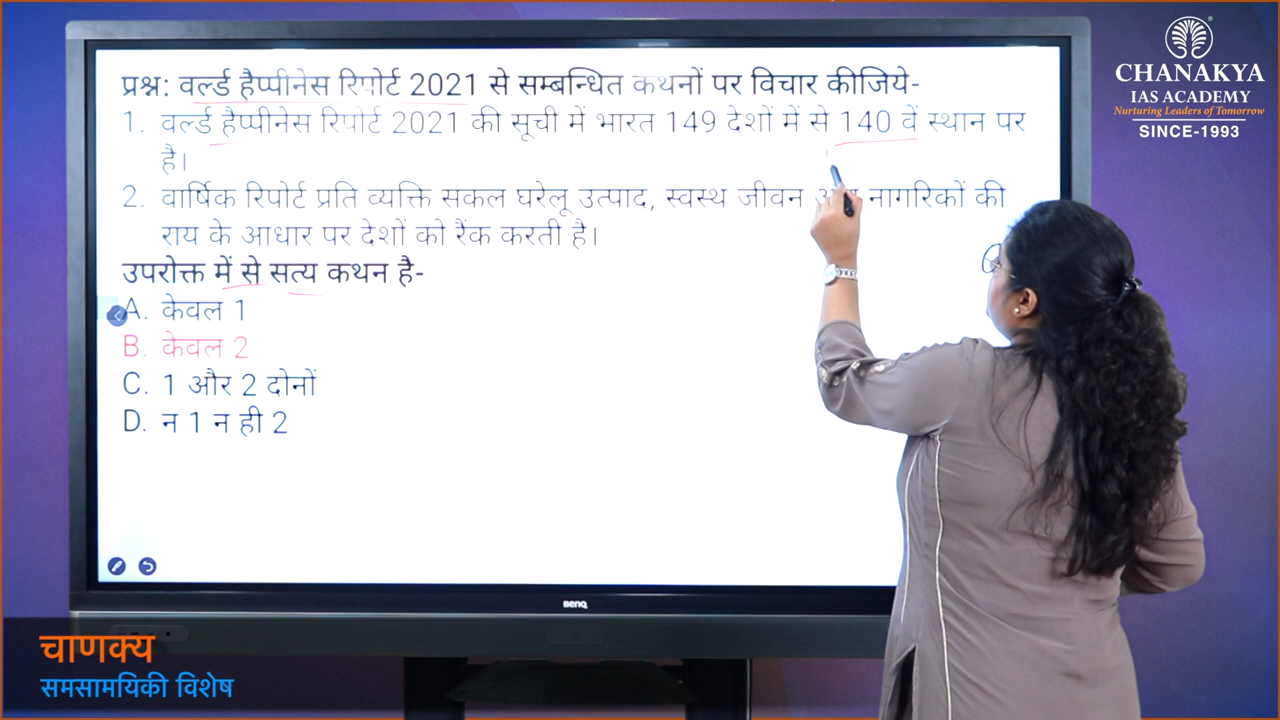 प्रश्न: वर्ल्ड हैप्पीनेस रिपोर्ट 2021 से सम्बन्धित कथनों पर विचार कीजिये-
1. वर्ल्ड हैप्पीनेस रिपोर्ट 2021 की सूची में भारत 149 देशों में से 140 वें स्थान पर
है।
2. वार्षिक रिपोर्ट प्रति व्यक्ति सकल घरेलू उत्पाद, स्वस्थ जीवन नागरिकों की
राय के आधार पर देशों को रैंक करती है।
उपरोक्त में से सत्य कथन है-
A. केवल 1
B. केवल 2
C. 1 और 2 दोनों
D. न 1 न ही 2
BenQ
CHANAKYA
IAS ACADEMY
Nurturing Leaders of Tomorrow
SINCE-1993
चाणक्य
समसामयिकी विशेष